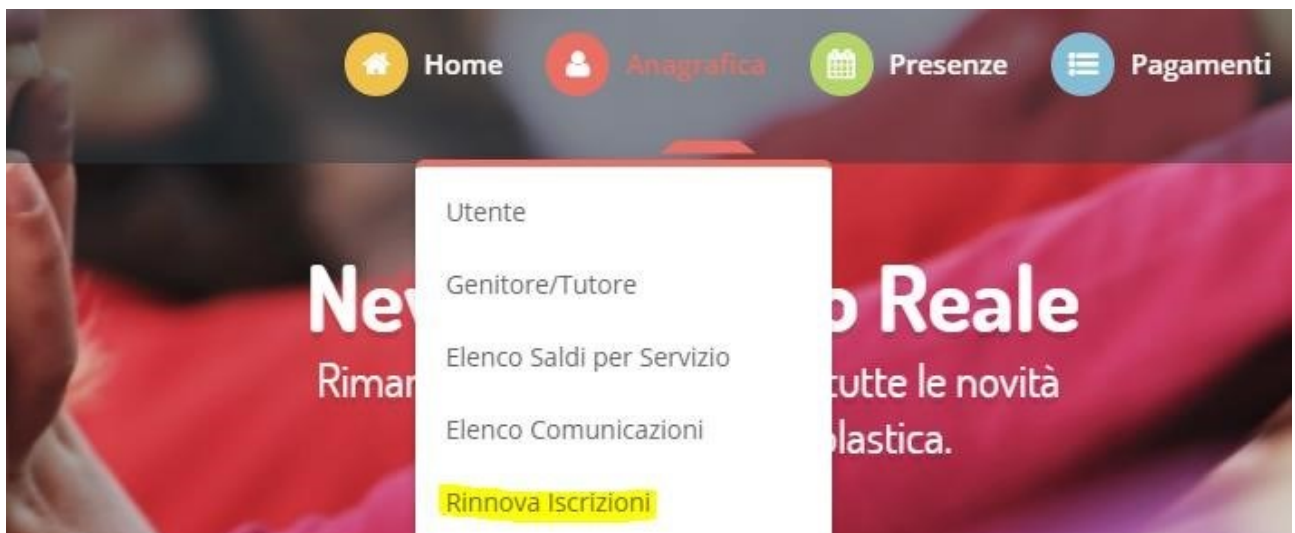 Home Anagrafica Presenze Pagamenti
Utente
Genitore/Tutore
Elenco Saldi per Servizio
Elenco Comunicazioni
Rinnova Iscrizioni
Reale
tutte le novità